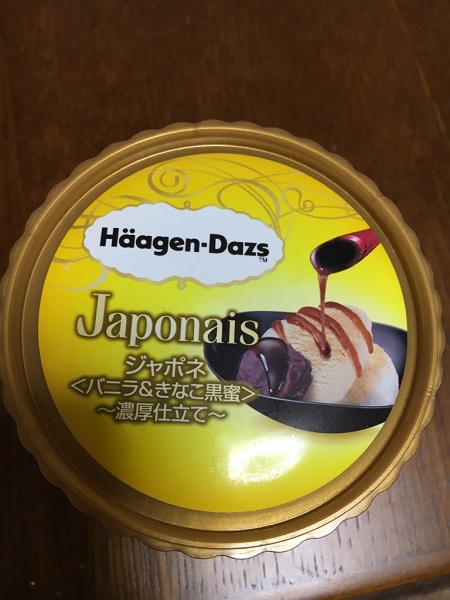 Häagen-Dazs
TM
Japonais
ジャポネ
<バニラ&きなこ黒蜜>
～濃厚仕立て～